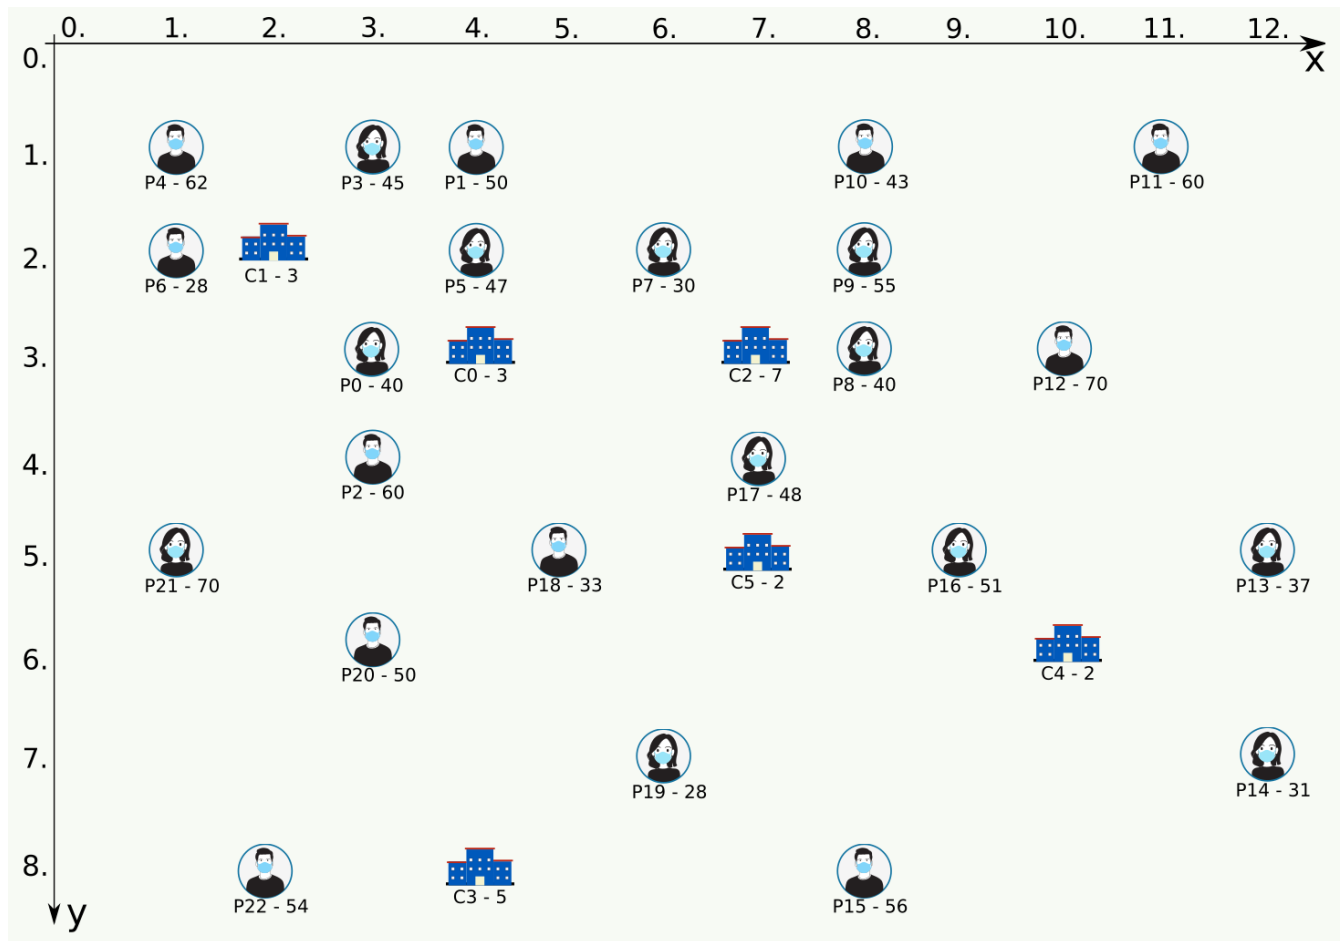 0. 1. 2. 3. 4. 5. 6. 7. 8. 9. 10. 11. 12.
x
0.
1.
P4 - 62 P3 - 45 P1 - 50 P10 - 43 P11 - 60
2.
P6 - 28 C1 - 3 P5 - 47 P7 - 30 P9 - 55
3.
P0 - 40 C0 - 3 C2 - 7 P8 - 40 P12 - 70
4.
P2 - 60 P17 - 48
5.
P21 - 70 P18 - 33 C5 - 2 P16 - 51 P13 - 37
6.
P20 - 50 C4 - 2
7.
P19 - 28 P14 - 31
8.
P22 - 54 C3 - 5 P15 - 56
y